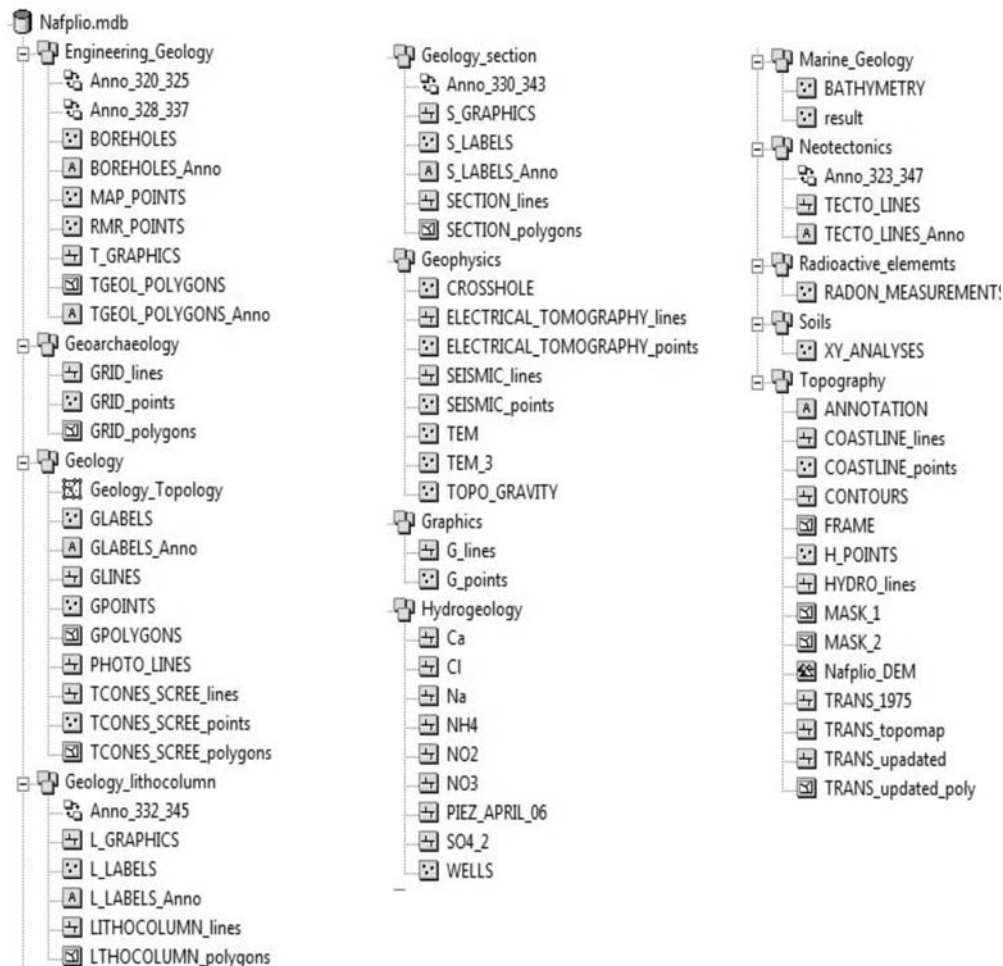 Nafplio.mdb
Engineering_Geology
Anno_320_325
Anno_328_337
BOREHOLES
BOREHOLES_Anno
MAP_POINTS
RMR_POINTS
T_GRAPHICS
TGEOL_POLYGONS
TGEOL_POLYGONS_Anno
Geoarchaeology
GRID_lines
GRID_points
GRID_polygons
Geology
Geology_Topology
GLABELS
GLABELS_Anno
GLINES
GPOINTS
GPOLYGONS
PHOTO_LINES
TCONES_SCREE_lines
TCONES_SCREE_points
TCONES_SCREE_polygons
Geology_lithocolumn
Anno_332_345
L_GRAPHICS
L_LABELS
L_LABELS_Anno
LITHOCOLUMN_lines
LTHOCOLUMN_polygons
Geology_section
Anno_330_343
S_GRAPHICS
S_LABELS
S_LABELS_Anno
SECTION_lines
SECTION_polygons
Geophysics
CROSSHOLE
ELECTRICAL_TOMOGRAPHY_lines
ELECTRICAL_TOMOGRAPHY_points
SEISMIC_lines
SEISMIC_points
TEM
TEM_3
TOPO_GRAVITY
Graphics
G_lines
G_points
Hydrogeology
Ca
Cl
Na
NH4
NO2
NO3
PIEZ_APRIL_06
SO4_2
WELLS
Marine_Geology
BATHYMETRY
result
Neotectonics
Anno_323_347
TECTO_LINES
TECTO_LINES_Anno
Radioactive_elememts
RADON_MEASUREMENTS
Soils
XY_ANALYSES
Topography
ANNOTATION
COASTLINE_lines
COASTLINE_points
CONTOURS
FRAME
H_POINTS
HYDRO_lines
MASK_1
MASK_2
Nafplio_DEM
TRANS_1975
TRANS_topomap
TRANS_upadated
TRANS_updated_poly